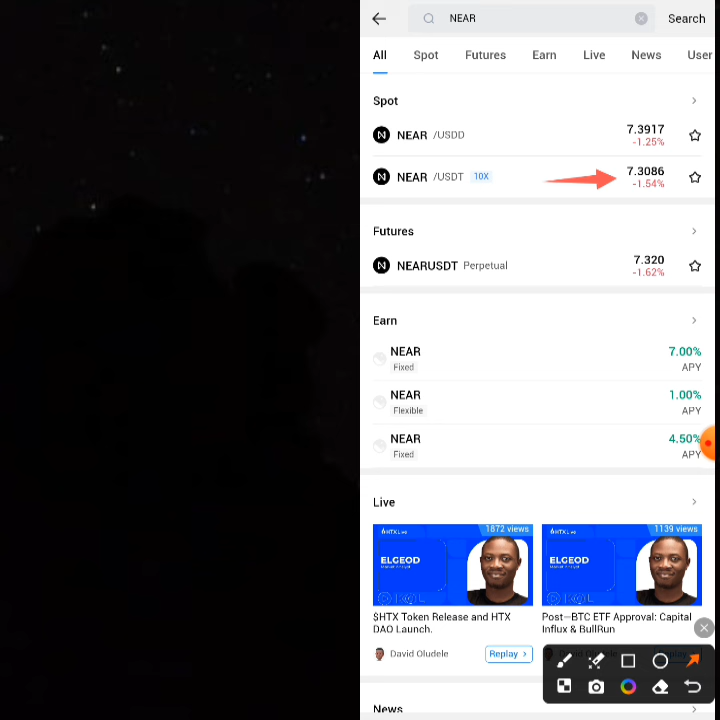 NEAR
Search
All Spot Futures Earn Live News User
Spot
NEAR /USDD 7.3917
-1.25%
NEAR /USDT 10X 7.3086
-1.54%
Futures
NEARUSDT Perpetual 7.320
-1.62%
Earn
NEAR 7.00%
Fixed APY
NEAR 1.00%
Flexible APY
NEAR 4.50%
Fixed APY
Live
1872 views
ELGEOD
$HTX Token Release and HTX
DAO Launch.
David Oludele Replay
1139 views
ELGEOD
Post—BTC ETF Approval: Capital
Influx & BullRun
News